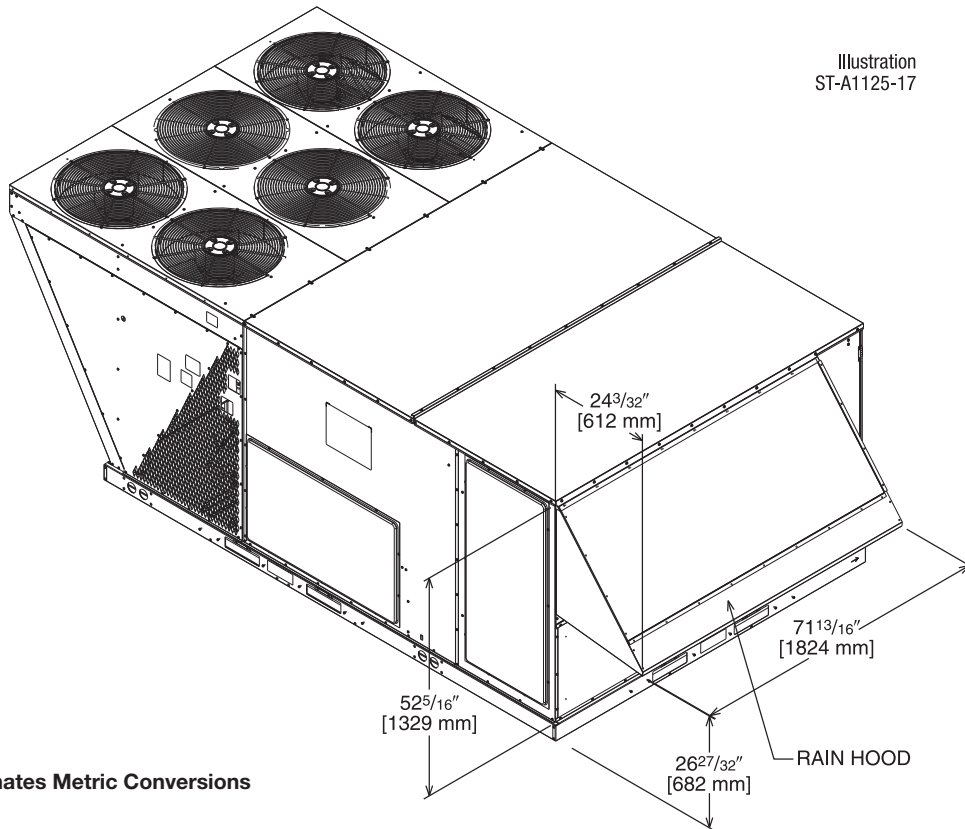 Illustration
ST-A1125-17
24 3/32"
[612 mm]
71 13/16"
[1824 mm]
52 5/16"
[1329 mm]
26 27/32"
[682 mm]
RAIN HOOD
nates Metric Conversions